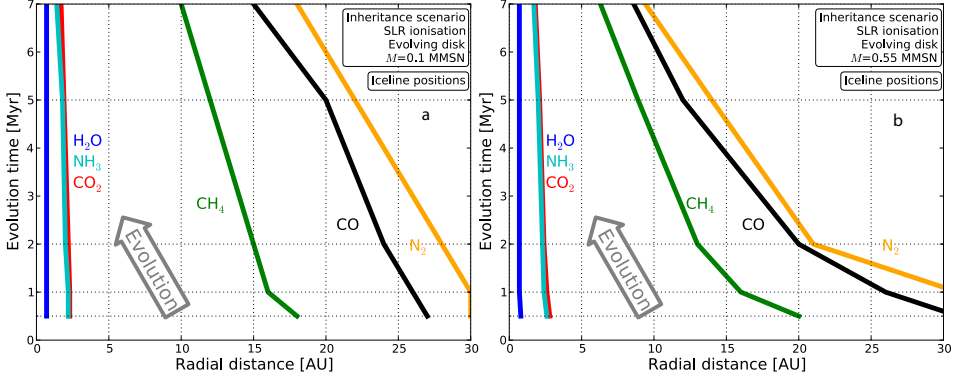 7
6
5
4
3
2
1
0
Evolution time [Myr]
Inheritance scenario
SLR ionisation
Evolving disk
M=0.1 MMSN
Iceline positions
a
H₂O
NH₃
CO₂
CH₄
CO
N₂
Evolution
0 5 10 15 20 25 30
Radial distance [AU]
7
6
5
4
3
2
1
0
Evolution time [Myr]
Inheritance scenario
SLR ionisation
Evolving disk
M=0.55 MMSN
Iceline positions
b
H₂O
NH₃
CO₂
CH₄
CO
N₂
Evolution
0 5 10 15 20 25 30
Radial distance [AU]